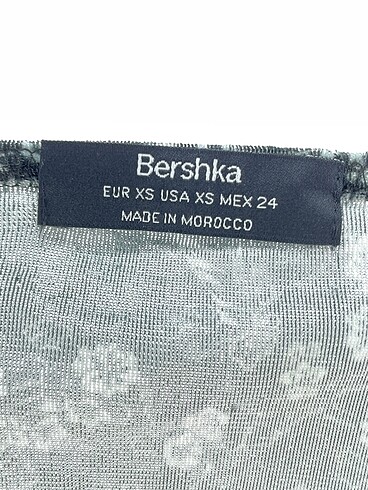 Bershka
EUR XS USA XS MEX 24
MADE IN MOROCCO